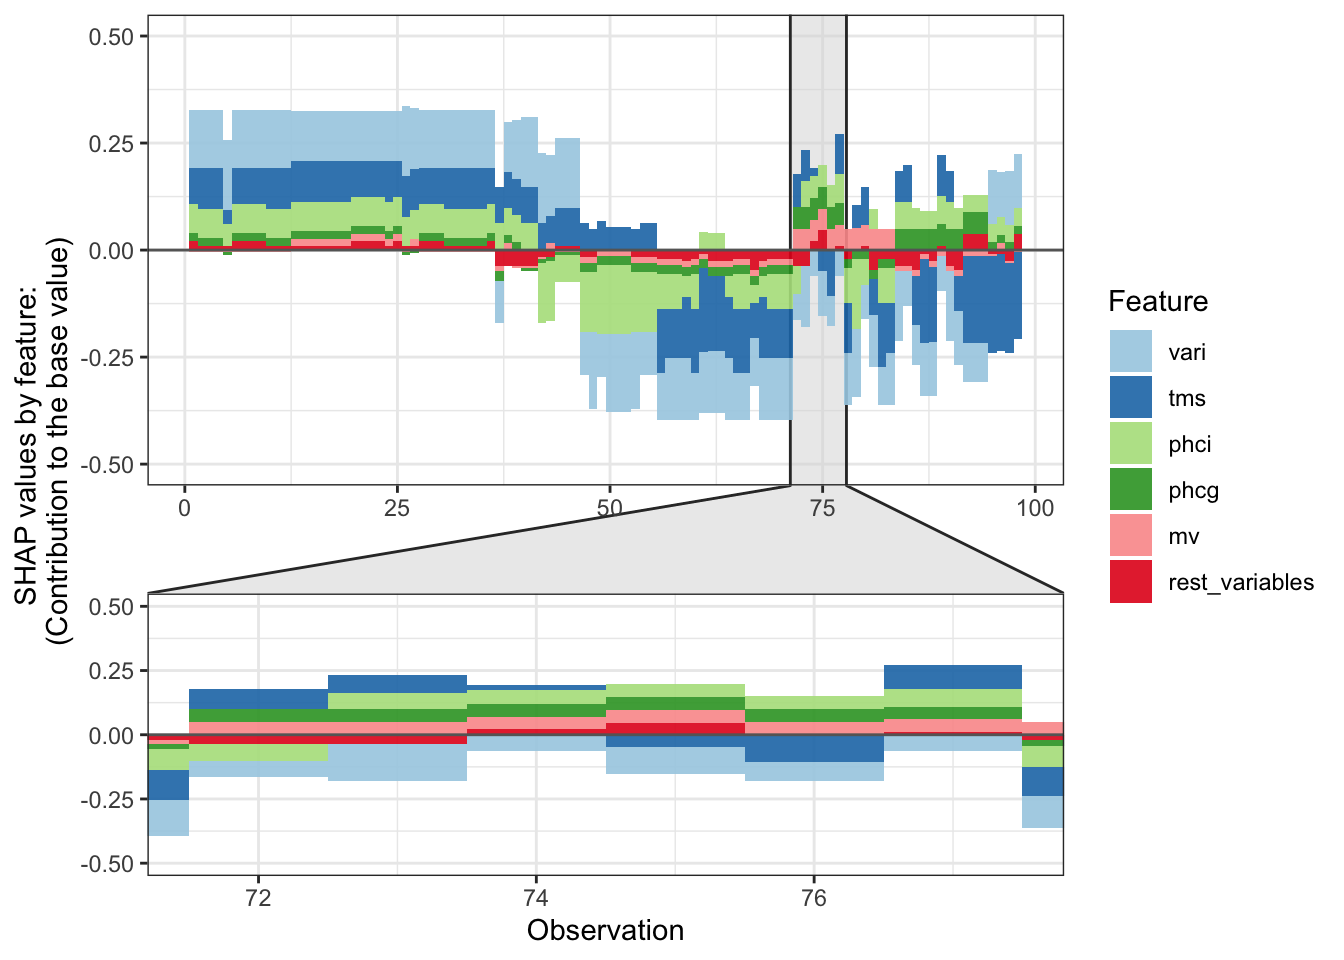 SHAP values by feature:
(Contribution to the base value)
0.50
0.25
0.00
-0.25
-0.50
0 25 50 75 100
0.50
0.25
0.00
-0.25
-0.50
72 74 76
Observation
Feature
vari
tms
phci
phcg
mv
rest_variables